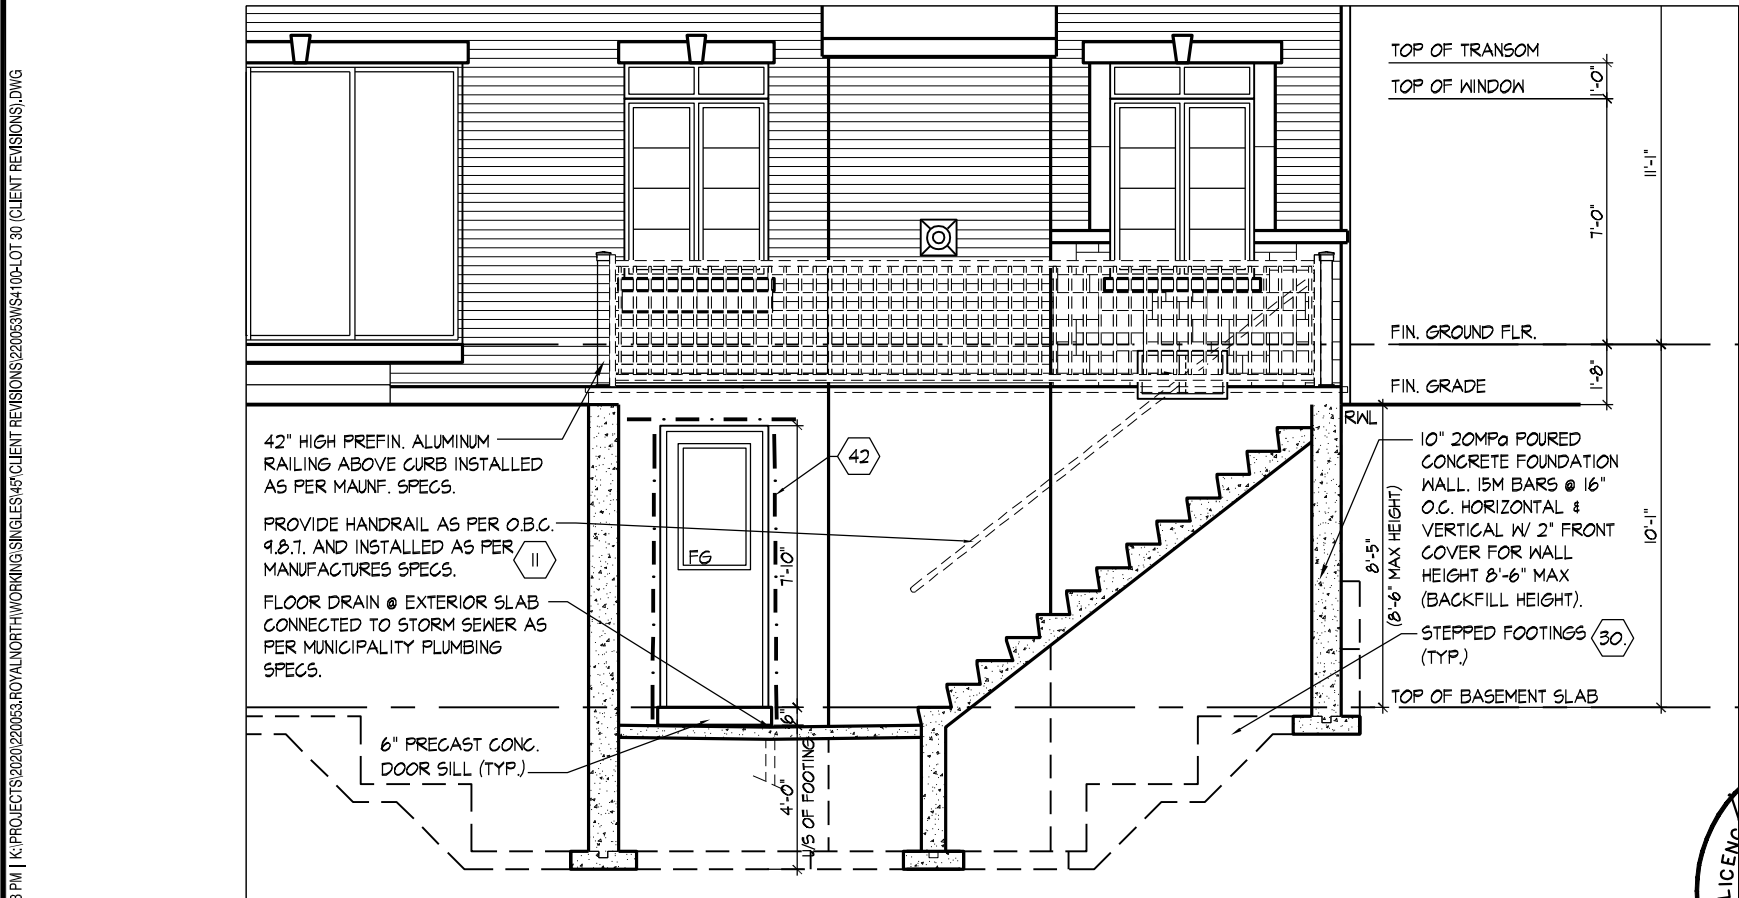 TOP OF TRANSOM
TOP OF WINDOW
1'-0"
11'-1"
7'-0"
FIN. GROUND FLR.
1'-8"
FIN. GRADE
RWL
42" HIGH PREFIN. ALUMINUM
RAILING ABOVE CURB INSTALLED
AS PER MAUNF. SPECS.
PROVIDE HANDRAIL AS PER O.B.C.
9.8.7. AND INSTALLED AS PER
MANUFACTURES SPECS.
11
FLOOR DRAIN @ EXTERIOR SLAB
CONNECTED TO STORM SEWER AS
PER MUNICIPALITY PLUMBING
SPECS.
6" PRECAST CONC.
DOOR SILL (TYP.)
FG
42
7'-10"
6"
4'-0"
U/S OF FOOTING
10" 20MPa POURED
CONCRETE FOUNDATION
WALL. 15M BARS @ 16"
O.C. HORIZONTAL &
VERTICAL W/ 2" FRONT
COVER FOR WALL
HEIGHT 8'-6" MAX
(BACKFILL HEIGHT).
8'-5"
(8'-6" MAX HEIGHT)
10'-1"
STEPPED FOOTINGS
(TYP.)
30.
TOP OF BASEMENT SLAB
LICENC
PM | K:\PROJECTS\2020\220053.ROYALNORTH\WORKING\SINGLES\45'\CLIENT REVISIONS\220053WS4100-LOT 30 (CLIENT REVISIONS).DWG